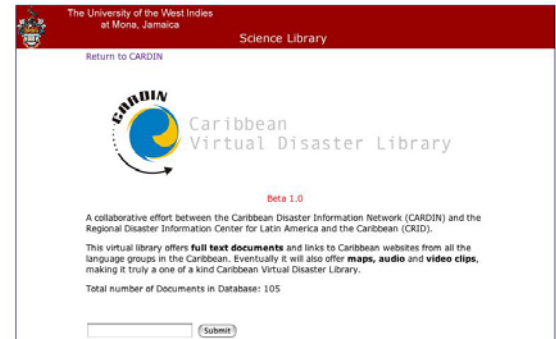 The University of the West Indies
at Mona, Jamaica
Science Library
Return to CARDIN
CARDIN
Caribbean
Virtual Disaster Library
Beta 1.0
A collaborative effort between the Caribbean Disaster Information Network (CARDIN) and the
Regional Disaster Information Center for Latin America and the Caribbean (CRID).
This virtual library offers full text documents and links to Caribbean websites from all the
language groups in the Caribbean. Eventually it will also offer maps, audio and video clips,
making it truly a one of a kind Caribbean Virtual Disaster Library.
Total number of Documents in Database: 105
Submit